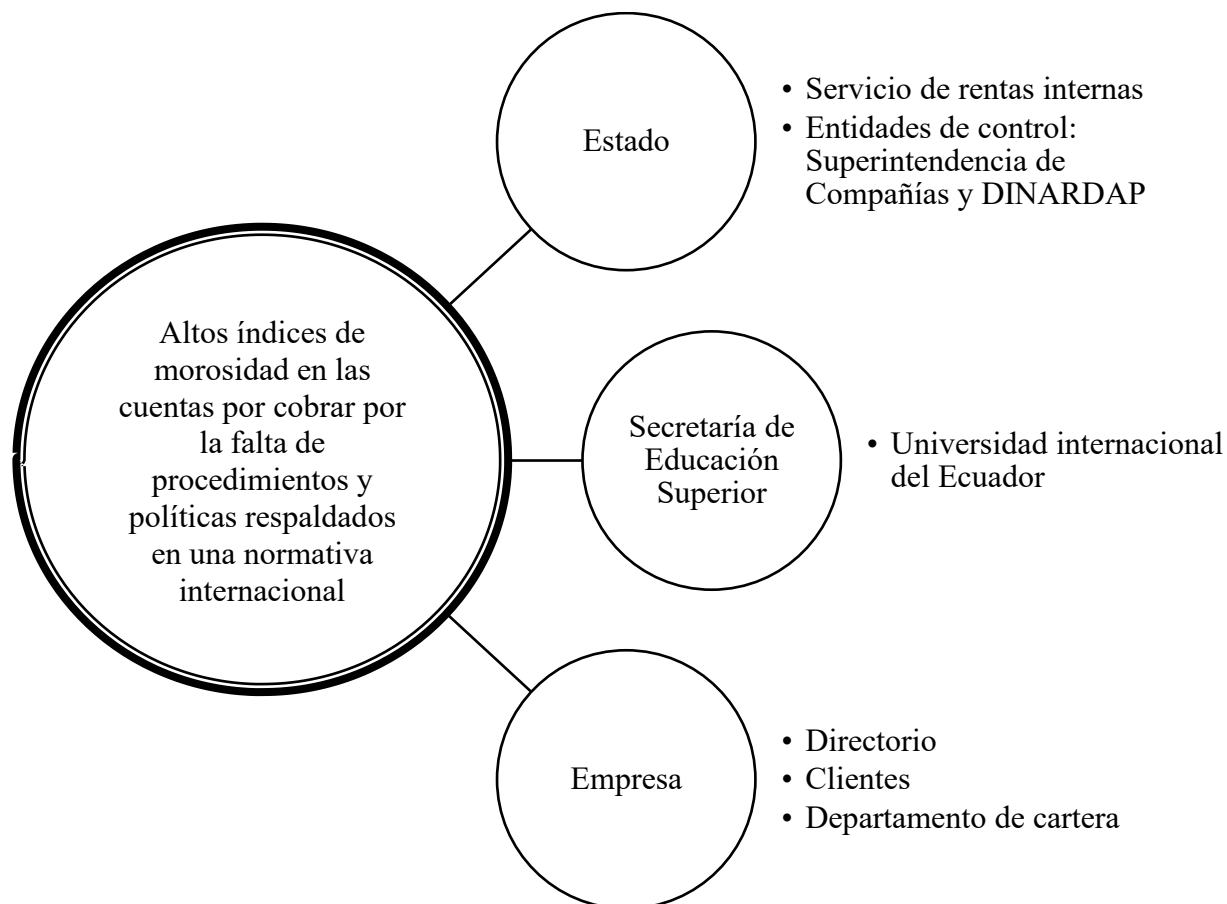 Altos índices de
morosidad en las
cuentas por cobrar por
la falta de
procedimientos y
políticas respaldados
en una normativa
internacional
Estado
• Servicio de rentas internas
• Entidades de control:
Superintendencia de
Compañías y DINARDAP
Secretaría de
Educación
Superior
• Universidad internacional
del Ecuador
Empresa
• Directorio
• Clientes
• Departamento de cartera